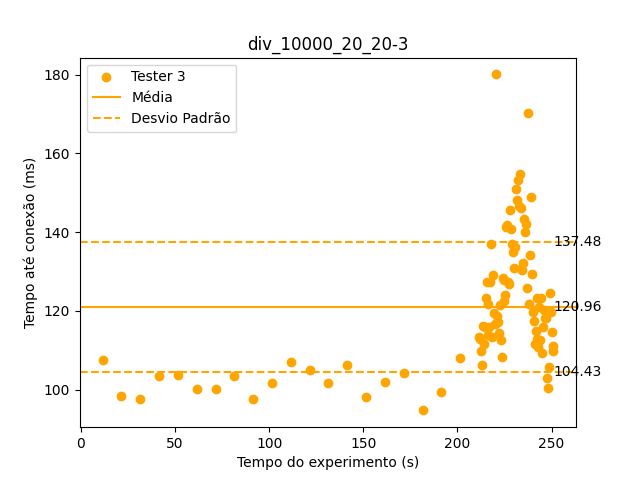 div_10000_20_20-3
Tester 3
Média
Desvio Padrão
Tempo até conexão (ms)
180
160
140
120
100
137.48
120.96
104.43
0
50
100
150
200
250
Tempo do experimento (s)